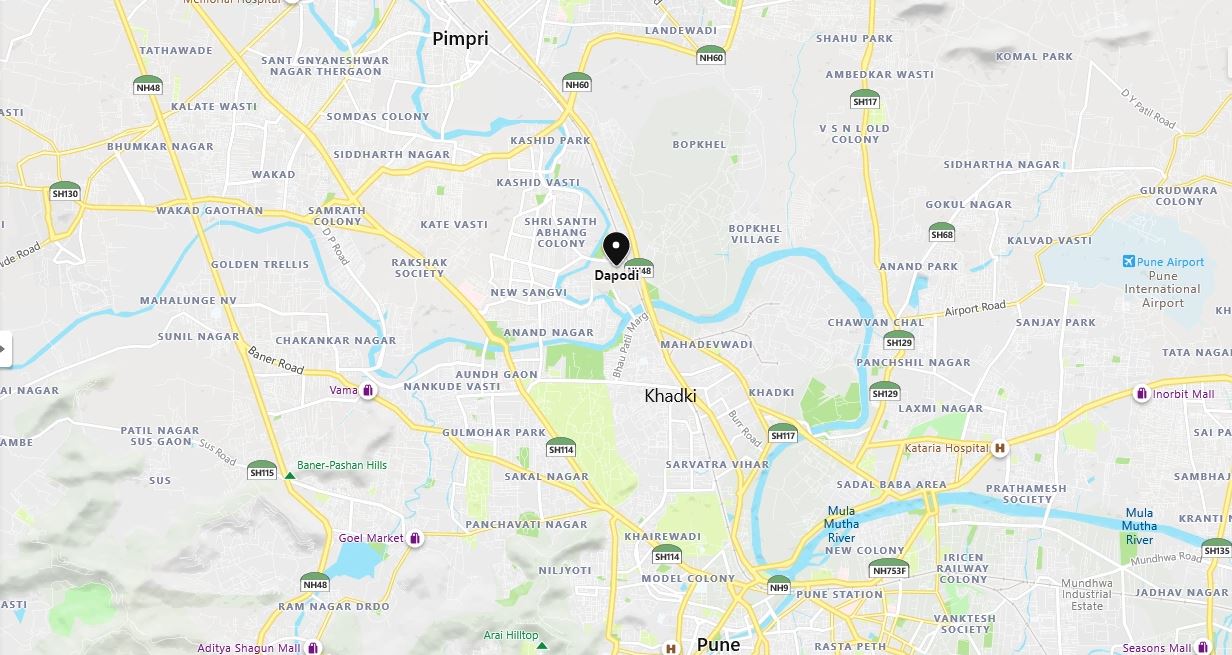 Memorial Hospital
LANDEWADI
Pimpri
SHAHU PARK
TATHAWADE
SANT GNYANESHWAR
NAGAR THERGAON
NH60
KOMAL PARK
NH48
NH60
AMBEDKAR WASTI
KALATE WASTI
SOMDAS COLONY
SH117
D Y Patil Road
V S N L OLD
COLONY
BHUMKAR NAGAR
SIDDHARTH NAGAR
KASHID PARK
BOPKHEL
SIDHARTHA NAGAR
WAKAD
KASHID VASTI
SH130
GURUDWARA
COLONY
WAKAD GAOTHAN
SAMRATH
COLONY
KATE VASTI
SHRI SANTH
ABHANG
COLONY
GOKUL NAGAR
BOPKHEL
VILLAGE
SH68
KALVAD VASTI
D P Road
GOLDEN TRELLIS
RAKSHAK
SOCIETY
Dapodi
ANAND PARK
Pune Airport
Pune
International
Airport
MAHALUNGE NV
NEW SANGVI
Airport Road
SUNIL NAGAR
CHAKANKAR NAGAR
ANAND NAGAR
Bhau Patil Marg
MAHADEVWADI
CHAWVAN CHAL
SANJAY PARK
SH129
Baner Road
PANCHSHIL NAGAR
TATA NAGA
AI NAGAR
Vama
AUNDH GAON
NANKUDE VASTI
Khadki
KHADKI
SH129
Inorbit Mall
LAXMI NAGAR
Burr Road
PATIL NAGAR
SUS GAON
Sus Road
GULMOHAR PARK
SH114
SH117
Kataria Hospital
SAI PA
AMBE
SH115
Baner-Pashan Hills
SARVATRA VIHAR
SUS
SAKAL NAGAR
SADAL BABA AREA
PRATHAMESH
SOCIETY
SAMBHAJ
Mula
Mutha
River
Mula
Mutha
River
KRANTI N
PANCHAVATI NAGAR
Goel Market
KHAIREWADI
NEW COLONY
SH114
SH135
Mundhwa Road
NILJYOTI
MODEL COLONY
NH753F
IRICEN
RAILWAY
COLONY
NH48
NH9
PUNE STATION
Mundhwa
Industrial
Estate
JADHAV NAGAR
RAM NAGAR DRDO
ASTI
VANKTESH
SOCIETY
Arai Hilltop
Aditya Shagun Mall
Pune
RASTA PETH
Seasons Mall